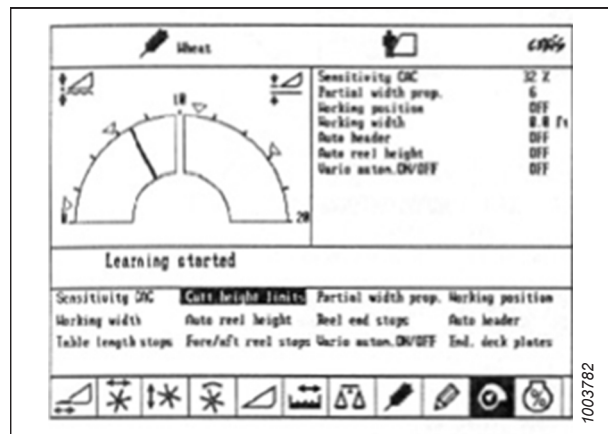 Wheat
CLAAS
Sensitivity CAC 32 %
Partial width prop. 6
Working position OFF
Working width 0.0 ft
Auto header OFF
Auto reel height OFF
Vario autom.ON/OFF OFF
10
0
20
Learning started
Sensitivity CAC Cutt.height limits Partial width prop. Working position
Working width Auto reel height Reel end stops Auto header
Table length stops Fore/aft reel stops Vario autom.ON/OFF End. deck plates
%
1003782